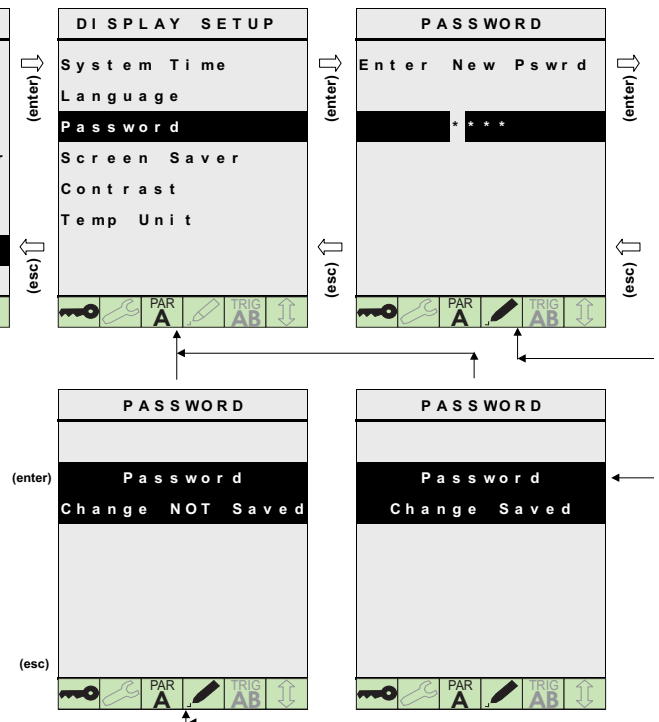 DISPLAY SETUP
System Time
Language
Password
Screen Saver
Contrast
Temp Unit
(enter)
(esc)
PAR
A
TRIG
AB
(enter)
(esc)
PASSWORD
Enter New Pswrd
* * * *
PAR
A
TRIG
AB
(enter)
(esc)
PASSWORD
(enter)
Password
Change NOT Saved
(esc)
PAR
A
TRIG
AB
PASSWORD
Password
Change Saved
PAR
A
TRIG
AB